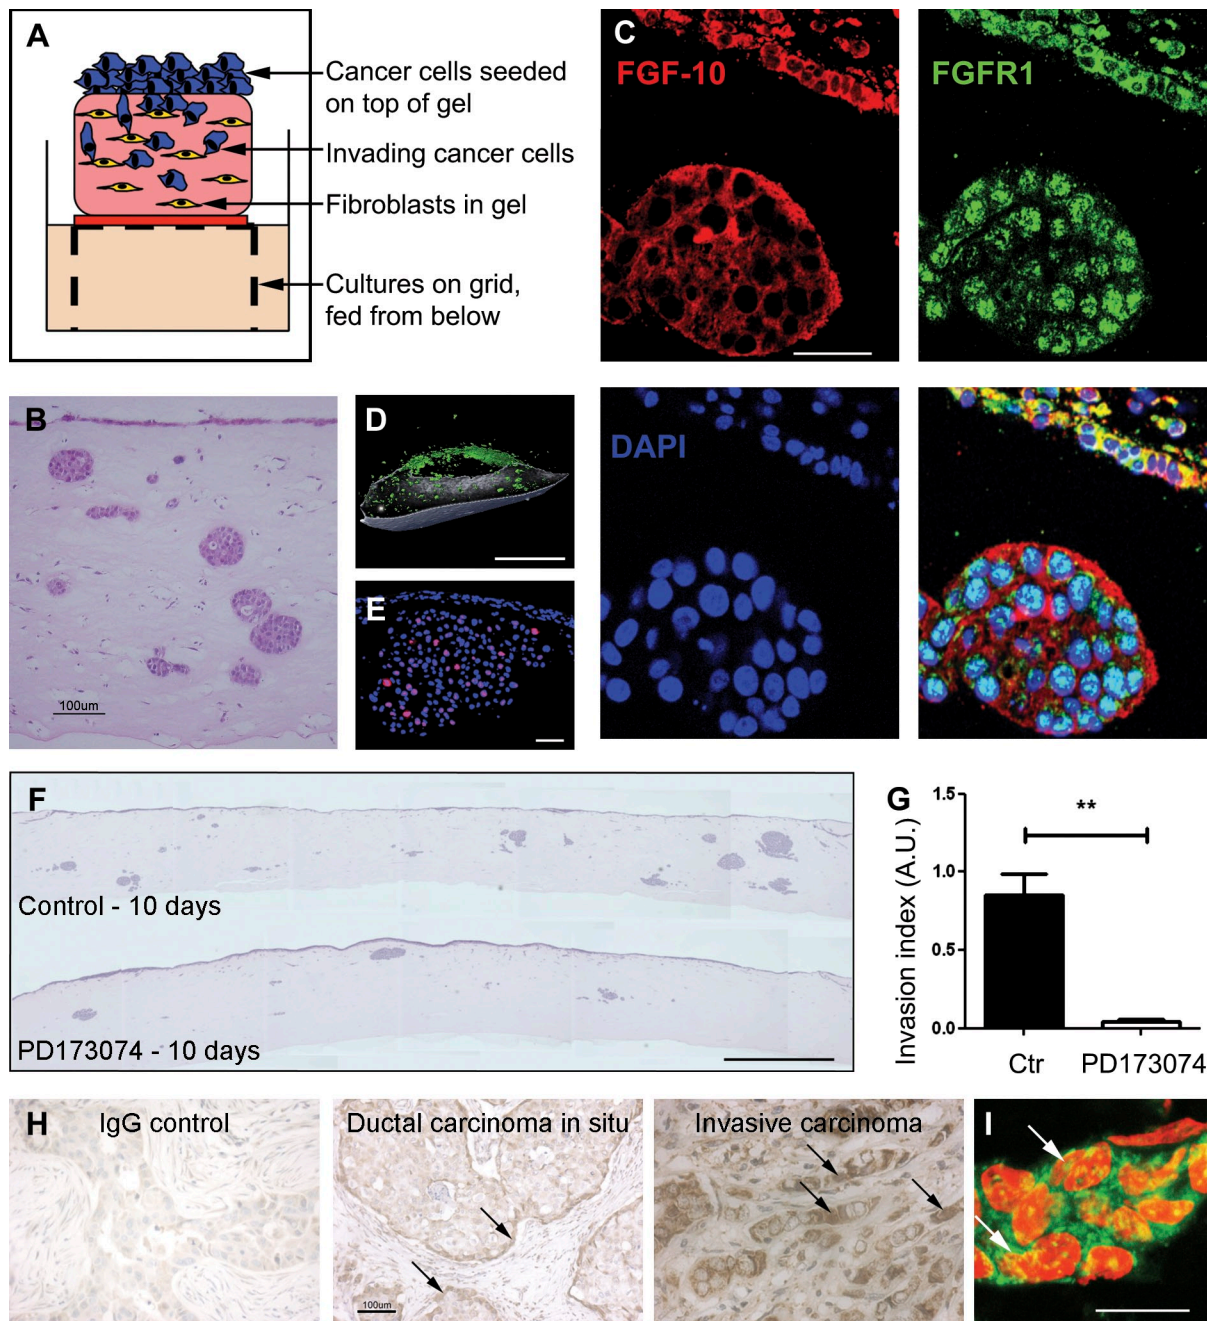 A
Cancer cells seeded
on top of gel
Invading cancer cells
Fibroblasts in gel
Cultures on grid,
fed from below
C
FGF-10
FGFR1
B
100um
D
E
DAPI
F
Control - 10 days
PD173074 - 10 days
G
Invasion index (A.U.)
1.5
1.0
0.5
0.0
**
Ctr
PD173074
H
IgG control
Ductal carcinoma in situ
100um
Invasive carcinoma
I